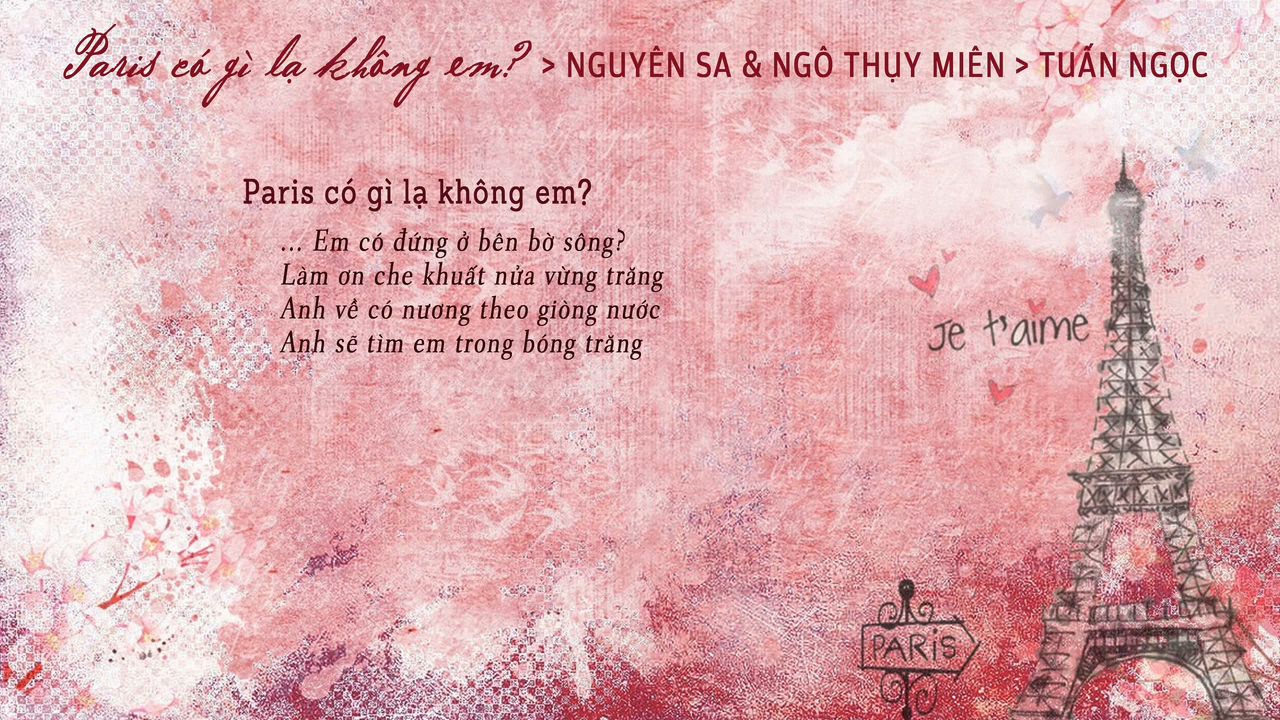 Paris có gì lạ không em? > NGUYÊN SA & NGÔ THỤY MIÊN > TUẤN NGỌC
Paris có gì lạ không em?
... Em có đứng ở bên bờ sông?
Làm ơn che khuất nửa vừng trăng
Anh về có nương theo giòng nước
Anh sẽ tìm em trong bóng trăng
Je t'aime
PARIS